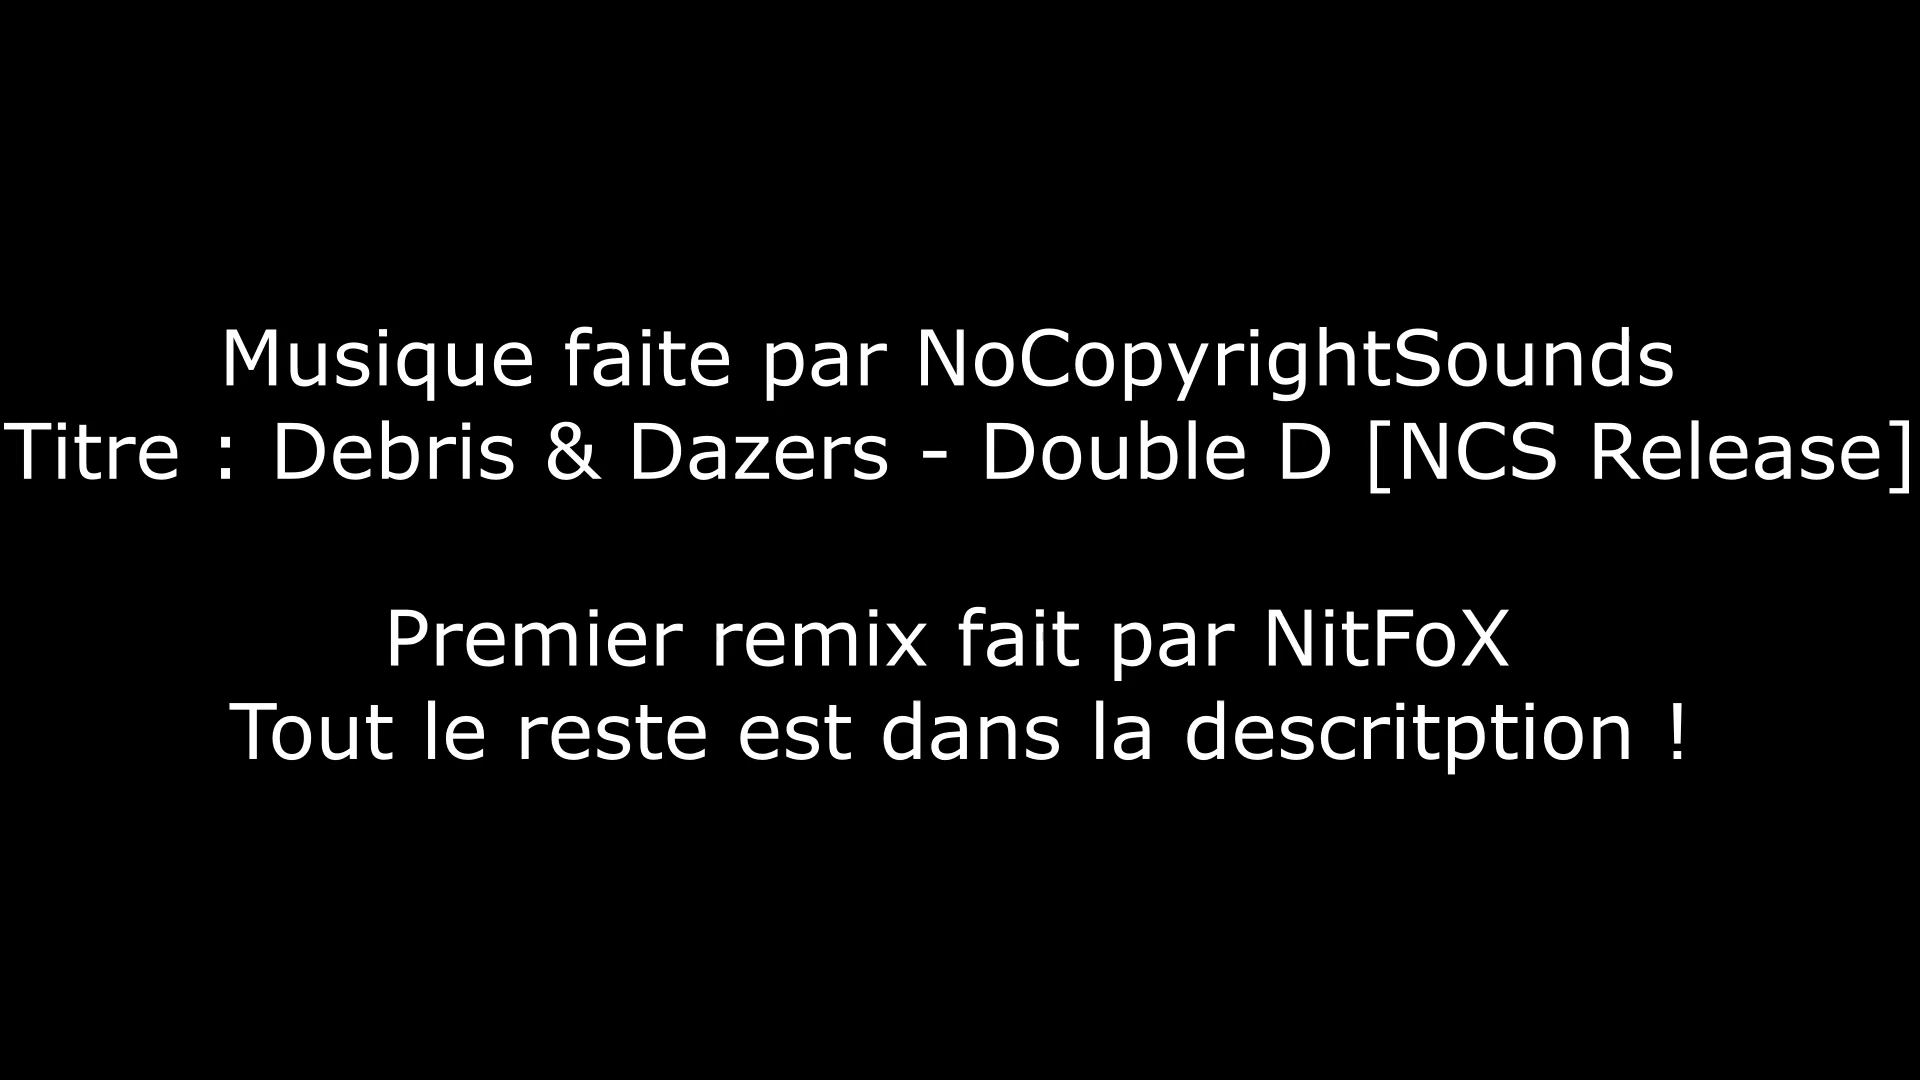 Musique faite par NoCopyrightSounds
Titre : Debris & Dazers - Double D [NCS Release]
Premier remix fait par NitFoX
Tout le reste est dans la descritption !